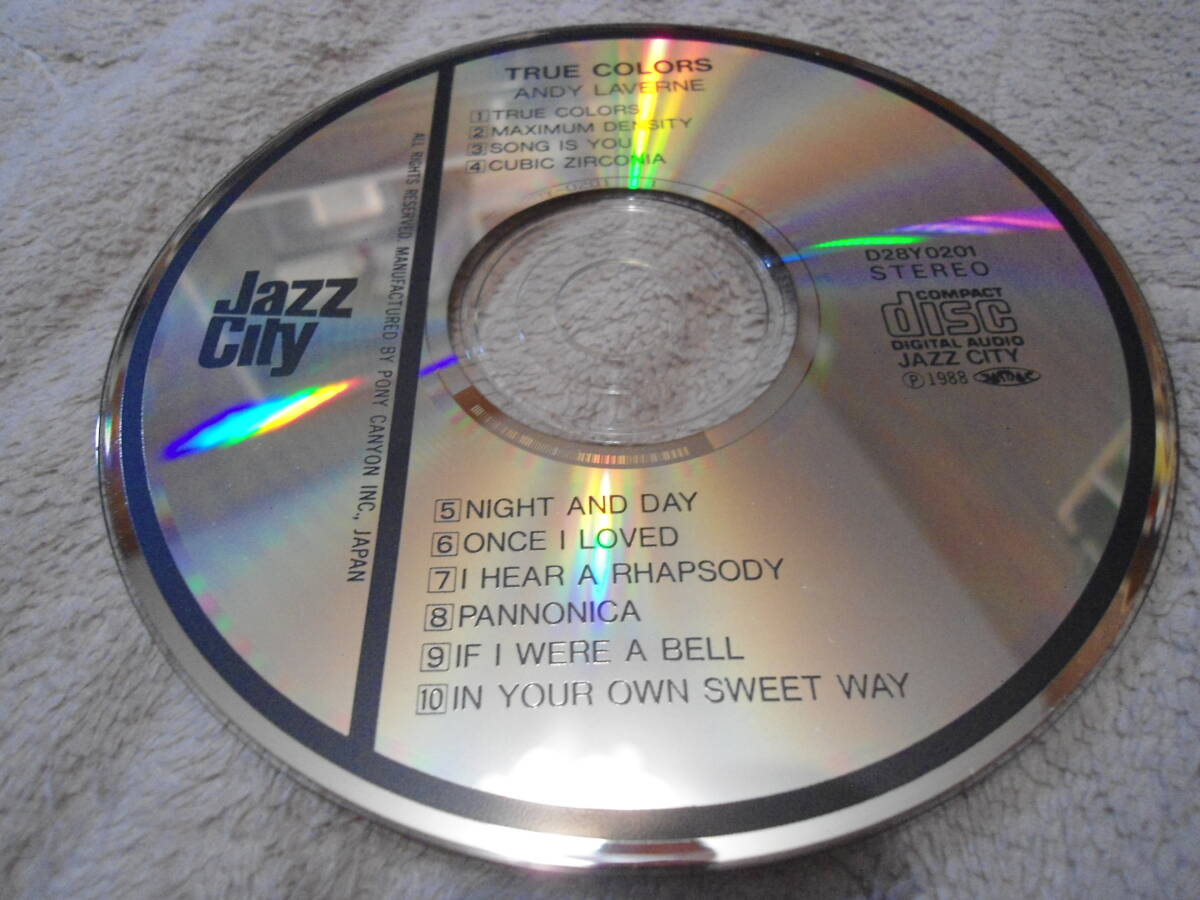 TRUE COLORS
ANDY LAVERNE
1 TRUE COLORS
2 MAXIMUM DENSITY
3 SONG IS YOU
4 CUBIC ZIRCONIA
Jazz
City
ALL RIGHTS RESERVED. MANUFACTURED BY PONY CANYON INC., JAPAN
D28Y0201
STEREO
COMPACT
disc
DIGITAL AUDIO
JAZZ CITY
Ⓟ1988
5 NIGHT AND DAY
6 ONCE I LOVED
7 I HEAR A RHAPSODY
8 PANNONICA
9 IF I WERE A BELL
10 IN YOUR OWN SWEET WAY